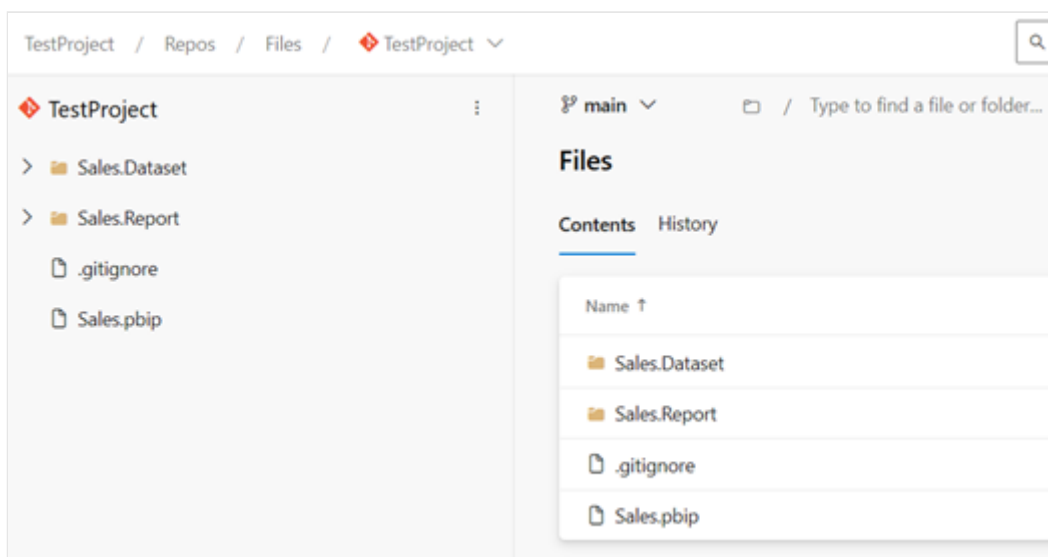 TestProject / Repos / Files / TestProject
TestProject
Sales.Dataset
Sales.Report
.gitignore
Sales.pbip
main / Type to find a file or folder...
Files
Contents History
Name ↑
Sales.Dataset
Sales.Report
.gitignore
Sales.pbip